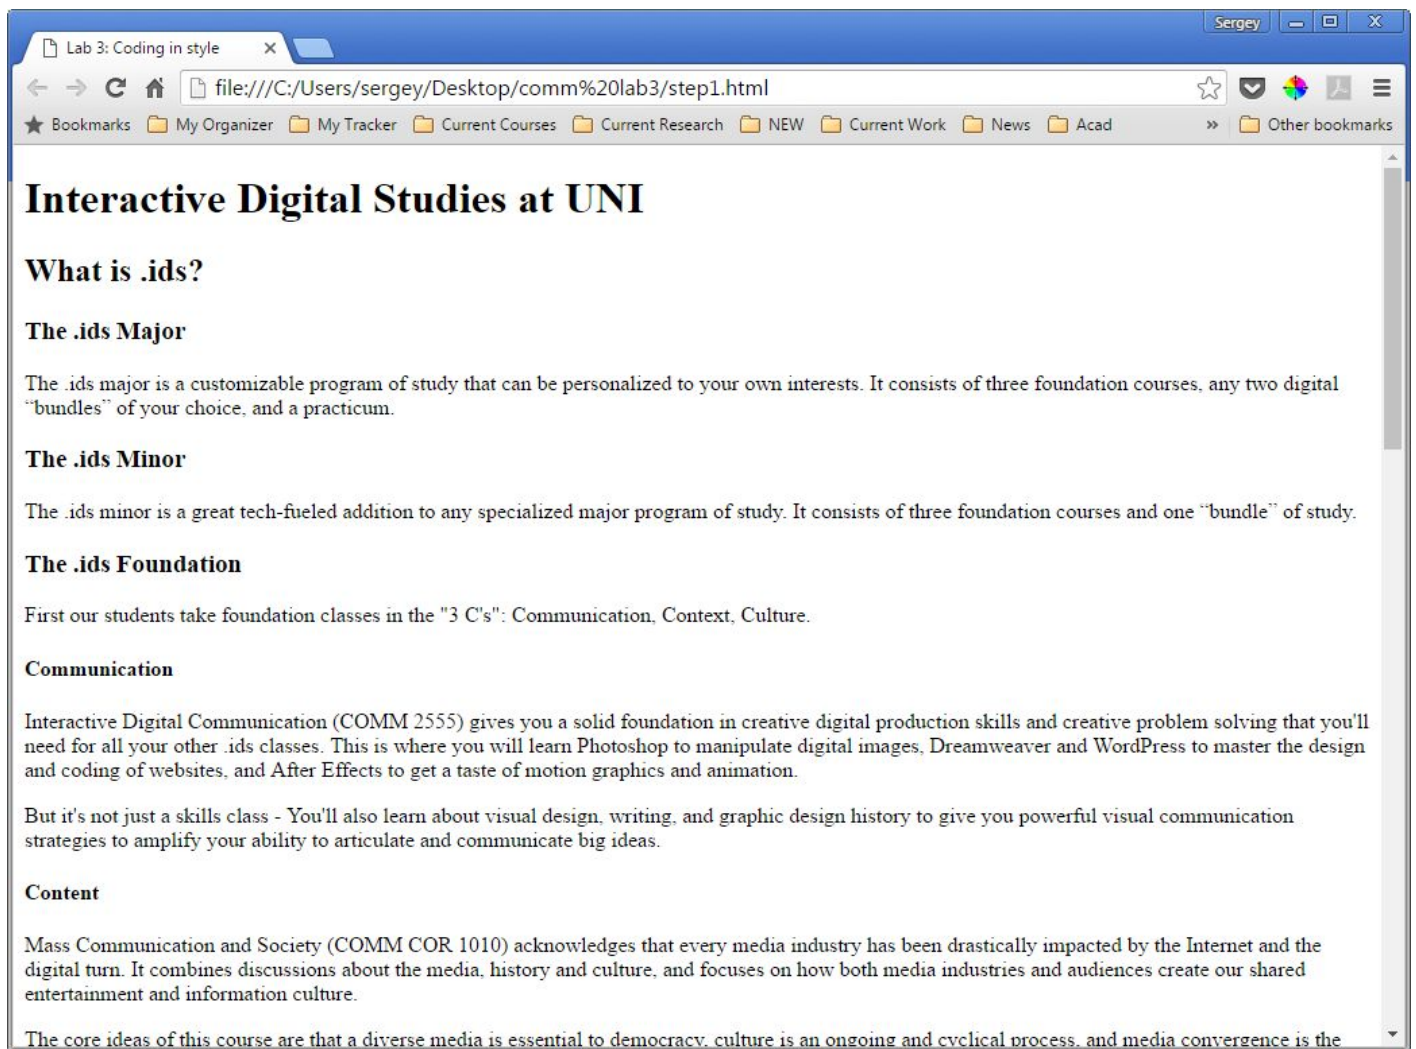 Sergey
Lab 3: Coding in style
file:///C:/Users/sergey/Desktop/comm%20lab3/step1.html
Bookmarks My Organizer My Tracker Current Courses Current Research NEW Current Work News Acad » Other bookmarks
Interactive Digital Studies at UNI
What is .ids?
The .ids Major
The .ids major is a customizable program of study that can be personalized to your own interests. It consists of three foundation courses, any two digital
“bundles” of your choice, and a practicum.
The .ids Minor
The .ids minor is a great tech-fueled addition to any specialized major program of study. It consists of three foundation courses and one “bundle” of study.
The .ids Foundation
First our students take foundation classes in the "3 C's": Communication, Context, Culture.
Communication
Interactive Digital Communication (COMM 2555) gives you a solid foundation in creative digital production skills and creative problem solving that you'll
need for all your other .ids classes. This is where you will learn Photoshop to manipulate digital images, Dreamweaver and WordPress to master the design
and coding of websites, and After Effects to get a taste of motion graphics and animation.
But it's not just a skills class - You'll also learn about visual design, writing, and graphic design history to give you powerful visual communication
strategies to amplify your ability to articulate and communicate big ideas.
Content
Mass Communication and Society (COMM COR 1010) acknowledges that every media industry has been drastically impacted by the Internet and the
digital turn. It combines discussions about the media, history and culture, and focuses on how both media industries and audiences create our shared
entertainment and information culture.
The core ideas of this course are that a diverse media is essential to democracy, culture is an ongoing and cyclical process, and media convergence is the